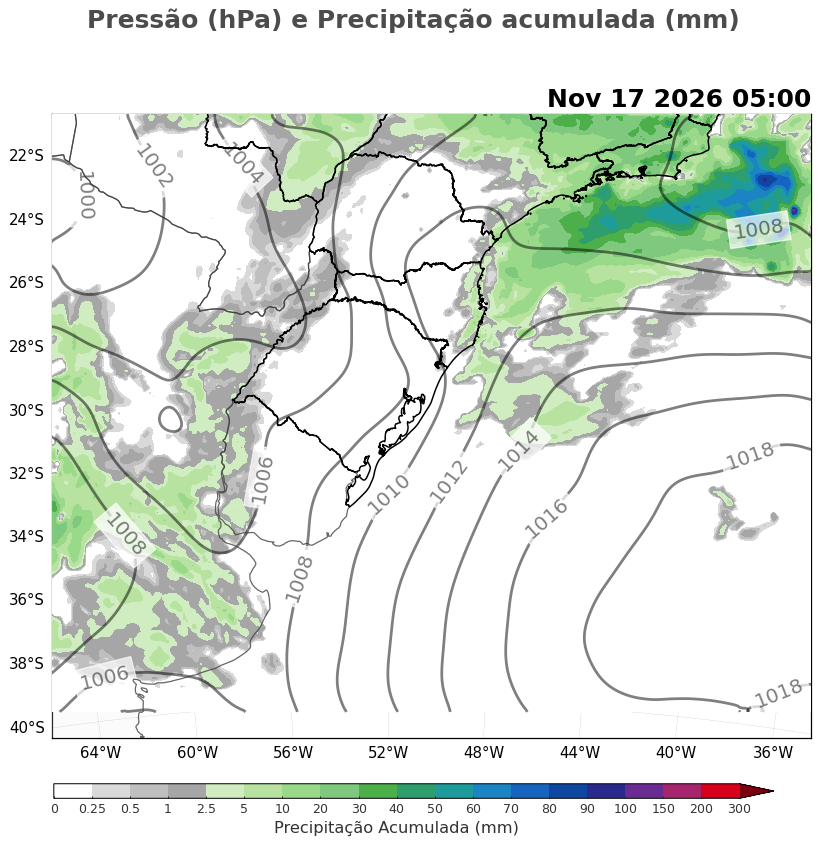 Pressão (hPa) e Precipitação acumulada (mm)
Nov 17 2026 05:00
22°S
24°S
26°S
28°S
30°S
32°S
34°S
36°S
38°S
40°S
1000
1002
1004
1008
1006
1008
1014
1012
1010
1018
1016
1008
1006
1018
64°W 60°W 56°W 52°W 48°W 44°W 40°W 36°W
0 0.25 0.5 1 2.5 5 10 20 30 40 50 60 70 80 90 100 150 200 300
Precipitação Acumulada (mm)